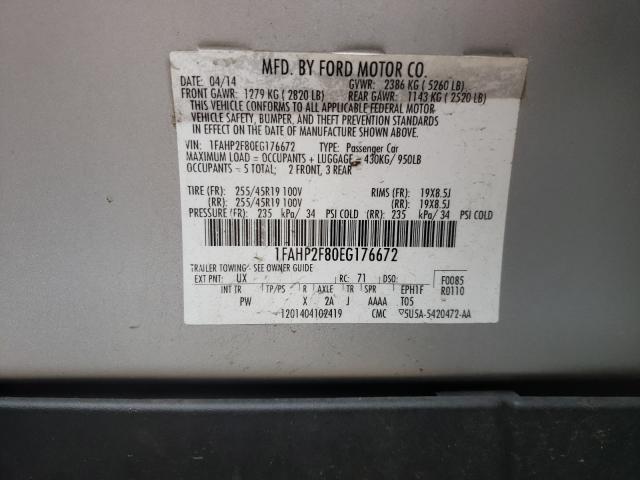 MFD. BY FORD MOTOR CO.
04/14 GVWR: 2386 KG ( 5260 LB)
FRONT GAWR: 1279 KG ( 2820 LB) REAR GAWR: 1143 KG ( 2520 LB)
THIS VEHICLE CONFORMS TO ALL APPLICABLE FEDERAL MOTOR
VEHICLE SAFETY, BUMPER, AND THEFT PREVENTION STANDARDS
IN EFFECT ON THE DATE OF MANUFACTURE SHOWN ABOVE.
VIN: 1FAHP2F80EG176672 TYPE: Passenger Car
MAXIMUM LOAD = OCCUPANTS + LUGGAGE = 430KG/ 950LB
OCCUPANTS = 5 TOTAL; 2 FRONT, 3 REAR
TIRE (FR): 255/45R19 100V RIMS (FR): 19X8.5J
(RR): 255/45R19 100V (RR): 19X8.5J
PRESSURE (FR): 235 kPa/ 34 PSI COLD (RR): 235 kPa/ 34 PSI COLD
1FAHP2F80EG176672
TRAILER TOWING - SEE OWNER GUIDE
EXT PNT: UX RC: 71 DSO: F0085
INT TR TP/PS R AXLE TR SPR EPH1F R0110
PW X 2A J AAAA T05
1201404102419 CMC ▽5U5A-5420472-AA